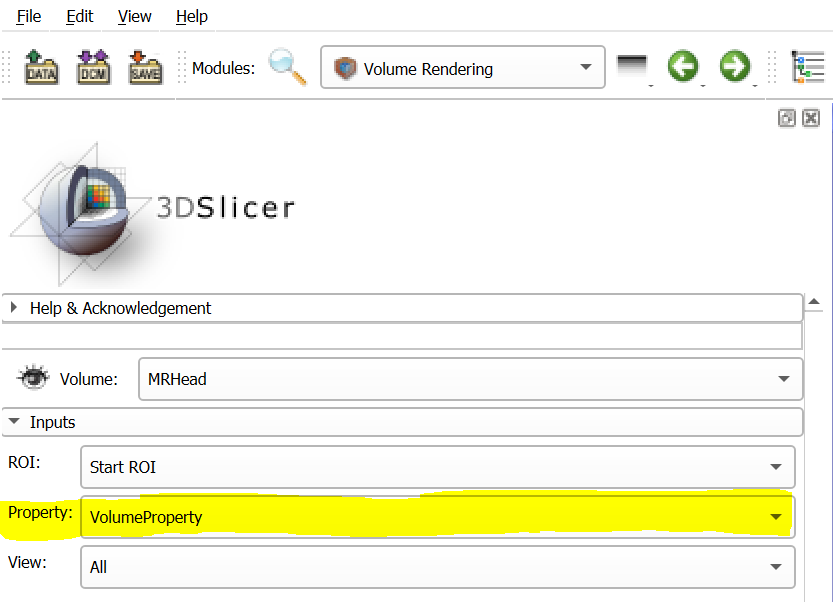 File Edit View Help
DATA DCM SAVE Modules: Volume Rendering
3DSlicer
Help & Acknowledgement
Volume: MRHead
Inputs
ROI: Start ROI
Property: VolumeProperty
View: All